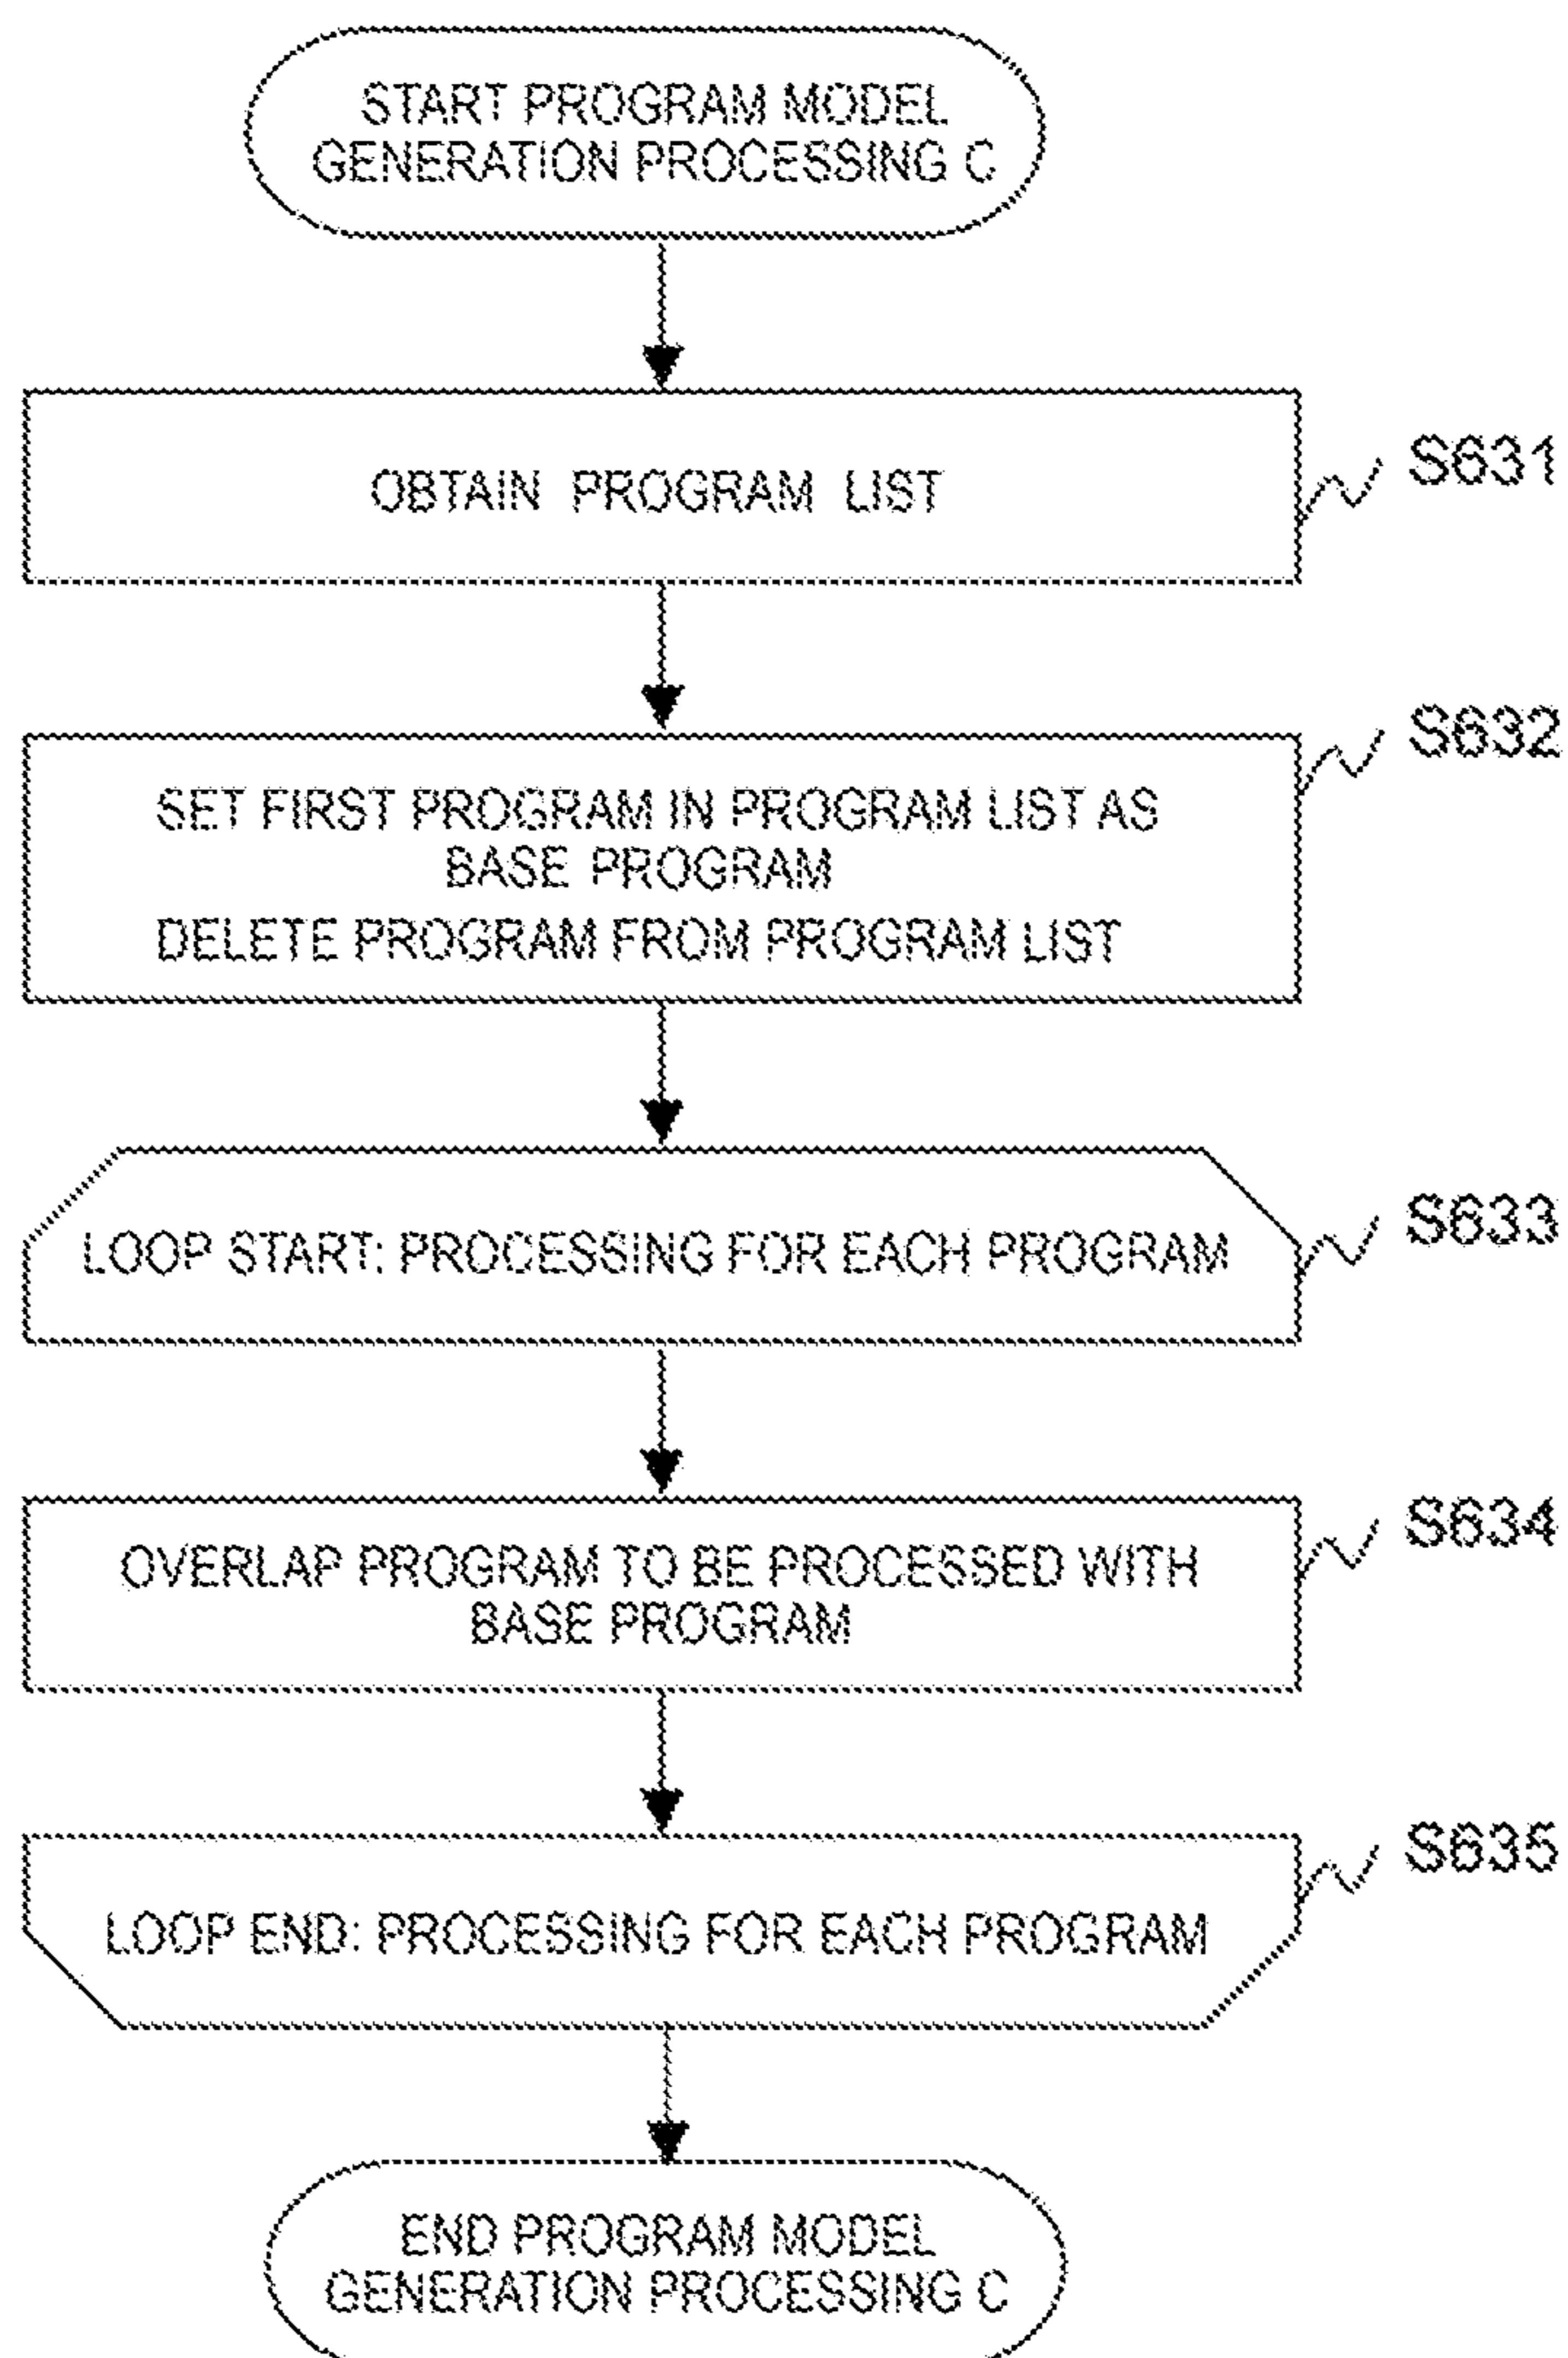 START PROGRAM MODEL
GENERATION PROCESSING C
OBTAIN PROGRAM LIST
S631
SET FIRST PROGRAM IN PROGRAM LIST AS
BASE PROGRAM
DELETE PROGRAM FROM PROGRAM LIST
S632
LOOP START: PROCESSING FOR EACH PROGRAM
S633
OVERLAP PROGRAM TO BE PROCESSED WITH
BASE PROGRAM
S634
LOOP END: PROCESSING FOR EACH PROGRAM
S635
END PROGRAM MODEL
GENERATION PROCESSING C